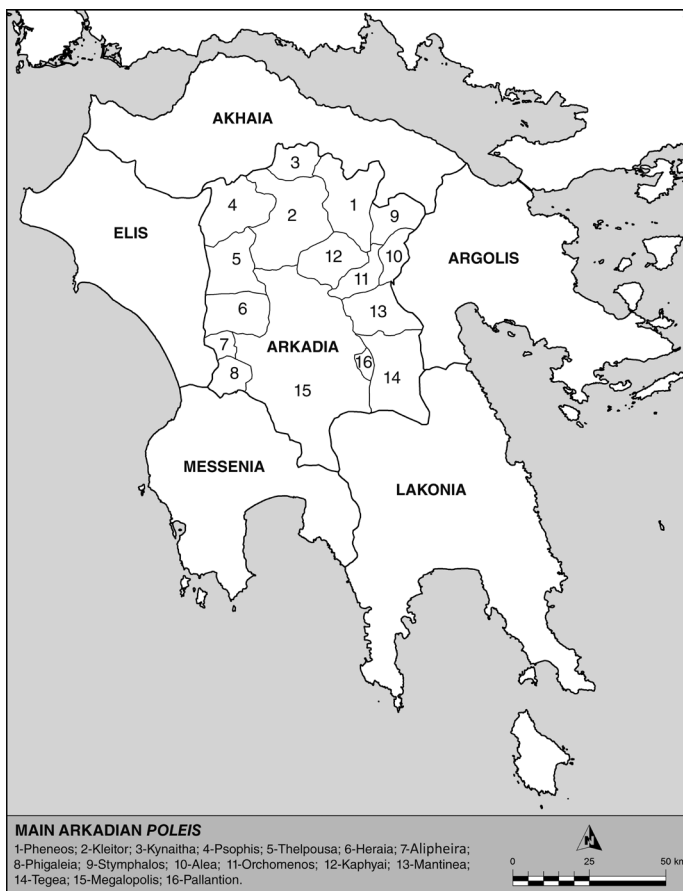 AKHAIA
3
4
2
1
9
ELIS
5
12
10
ARGOLIS
11
6
13
7
ARKADIA
16
8
14
15
MESSENIA
LAKONIA
MAIN ARKADIAN POLEIS
1-Pheneos; 2-Kleitor; 3-Kynaitha; 4-Psophis; 5-Thelpousa; 6-Heraia; 7-Alipheira;
8-Phigaleia; 9-Stymphalos; 10-Alea; 11-Orchomenos; 12-Kaphyai; 13-Mantinea;
14-Tegea; 15-Megalopolis; 16-Pallantion.
N
0 25 50 km